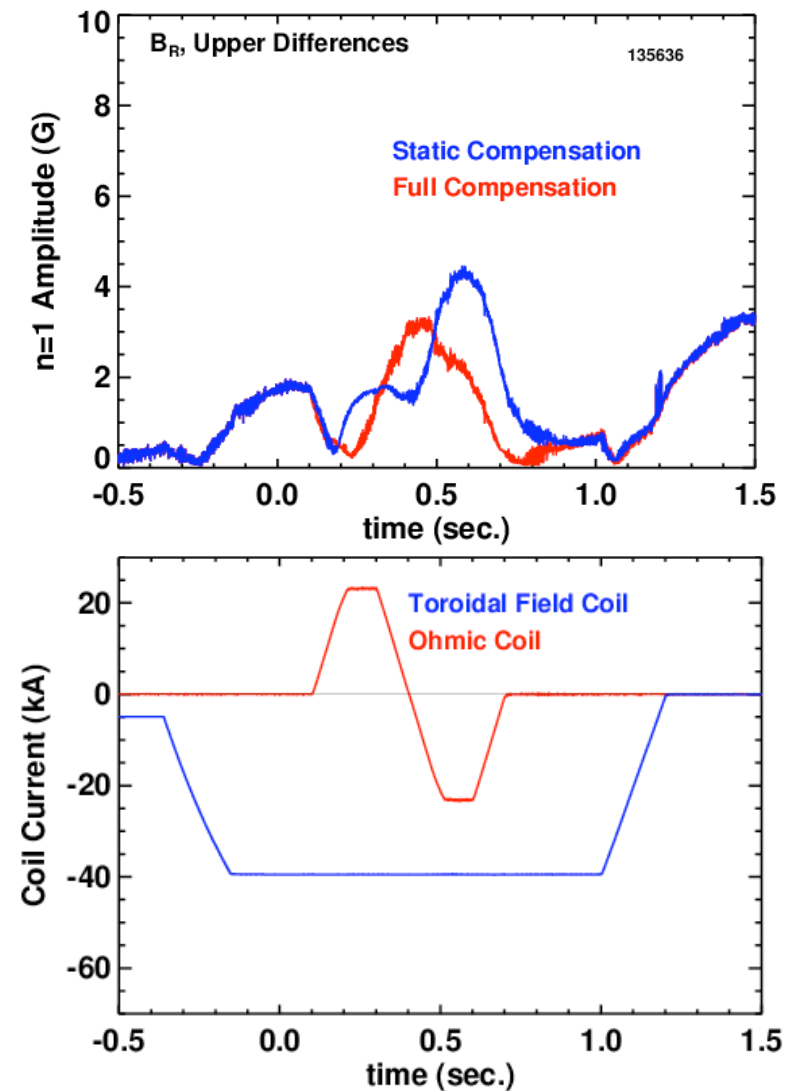 B_R, Upper Differences
135636
Static Compensation
Full Compensation
n=1 Amplitude (G)
10
8
6
4
2
0
-0.5 0.0 0.5 1.0 1.5
time (sec.)
Toroidal Field Coil
Ohmic Coil
Coil Current (kA)
20
0
-20
-40
-60
-0.5 0.0 0.5 1.0 1.5
time (sec.)